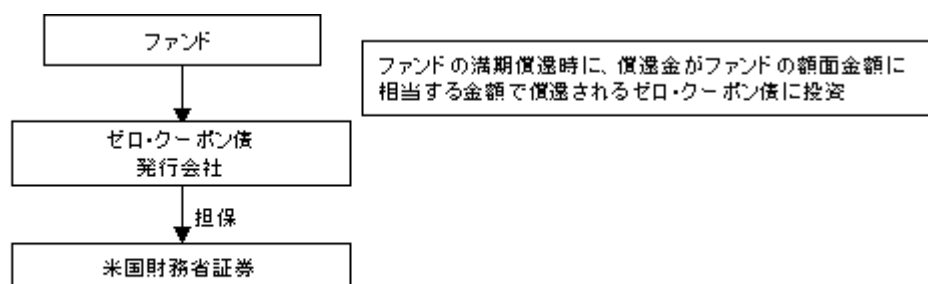 ファンド
ファンドの満期償還時に、償還金がファンドの額面金額に
相当する金額で償還されるゼロ・クーポン債に投資
ゼロ・クーポン債
発行会社
担保
米国財務省証券